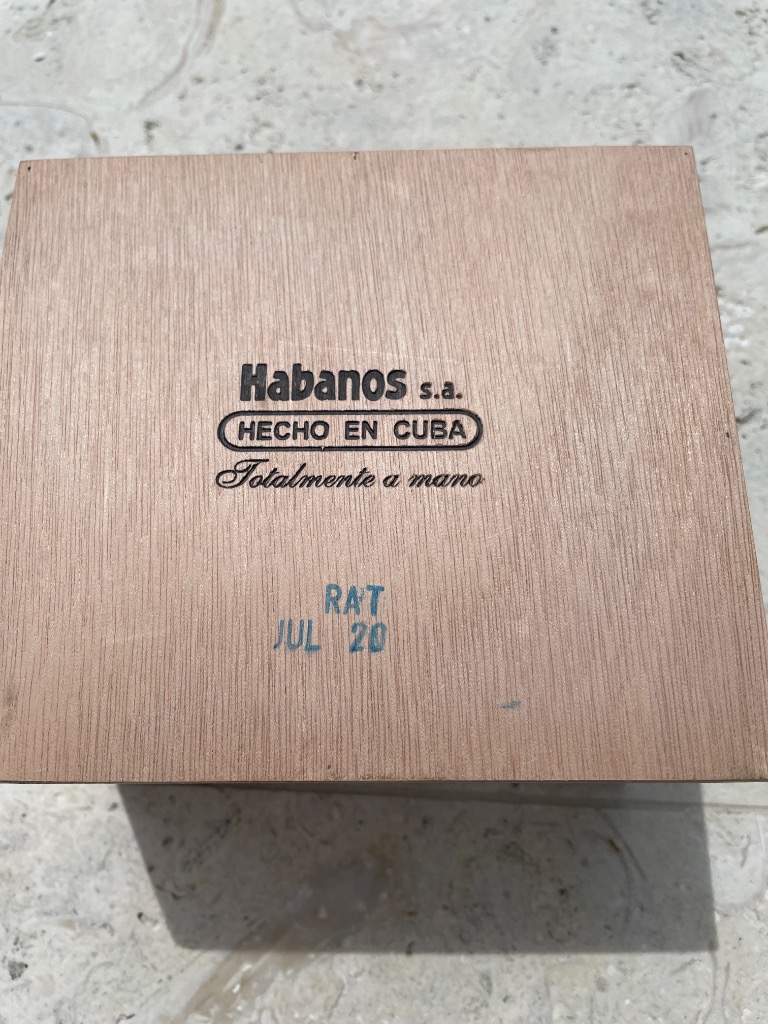 Habanos s.a.
HECHO EN CUBA
Totalmente a mano
RAT
JUL 20